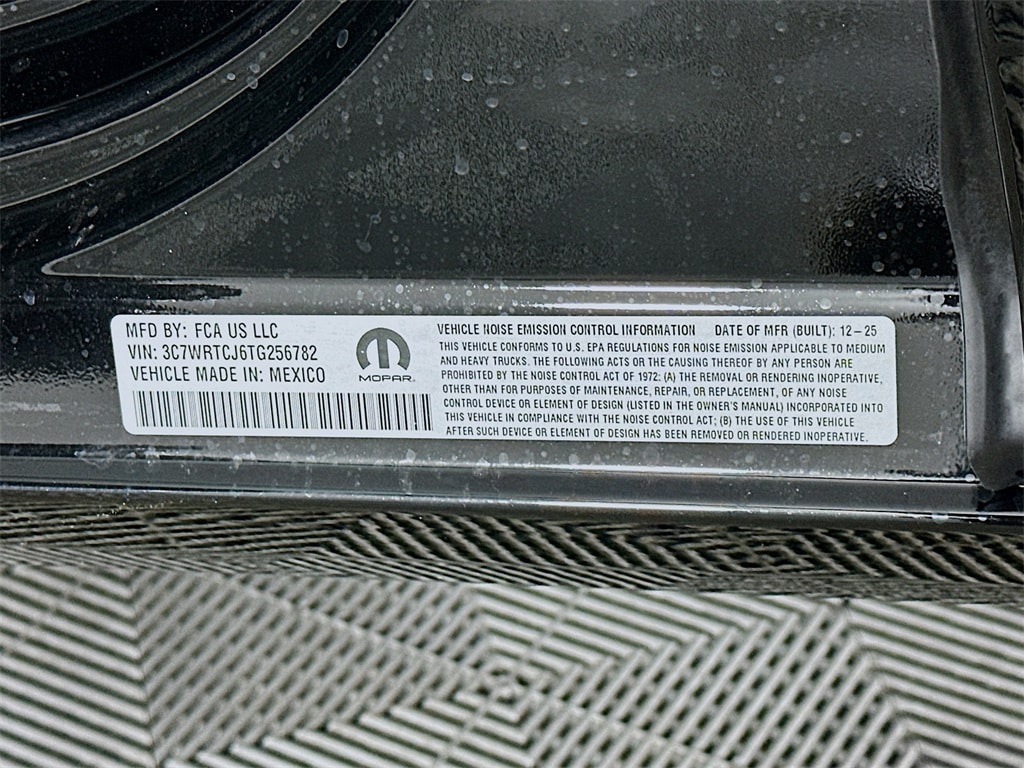 MFD BY: FCA US LLC
VIN: 3C7WRTCJ6TG256782
VEHICLE MADE IN: MEXICO
MOPAR
VEHICLE NOISE EMISSION CONTROL INFORMATION DATE OF MFR (BUILT): 12-25
THIS VEHICLE CONFORMS TO U.S. EPA REGULATIONS FOR NOISE EMISSION APPLICABLE TO MEDIUM
AND HEAVY TRUCKS. THE FOLLOWING ACTS OR THE CAUSING THEREOF BY ANY PERSON ARE
PROHIBITED BY THE NOISE CONTROL ACT OF 1972: (A) THE REMOVAL OR RENDERING INOPERATIVE,
OTHER THAN FOR PURPOSES OF MAINTENANCE, REPAIR, OR REPLACEMENT, OF ANY NOISE
CONTROL DEVICE OR ELEMENT OF DESIGN (LISTED IN THE OWNER'S MANUAL) INCORPORATED INTO
THIS VEHICLE IN COMPLIANCE WITH THE NOISE CONTROL ACT; (B) THE USE OF THIS VEHICLE
AFTER SUCH DEVICE OR ELEMENT OF DESIGN HAS BEEN REMOVED OR RENDERED INOPERATIVE.